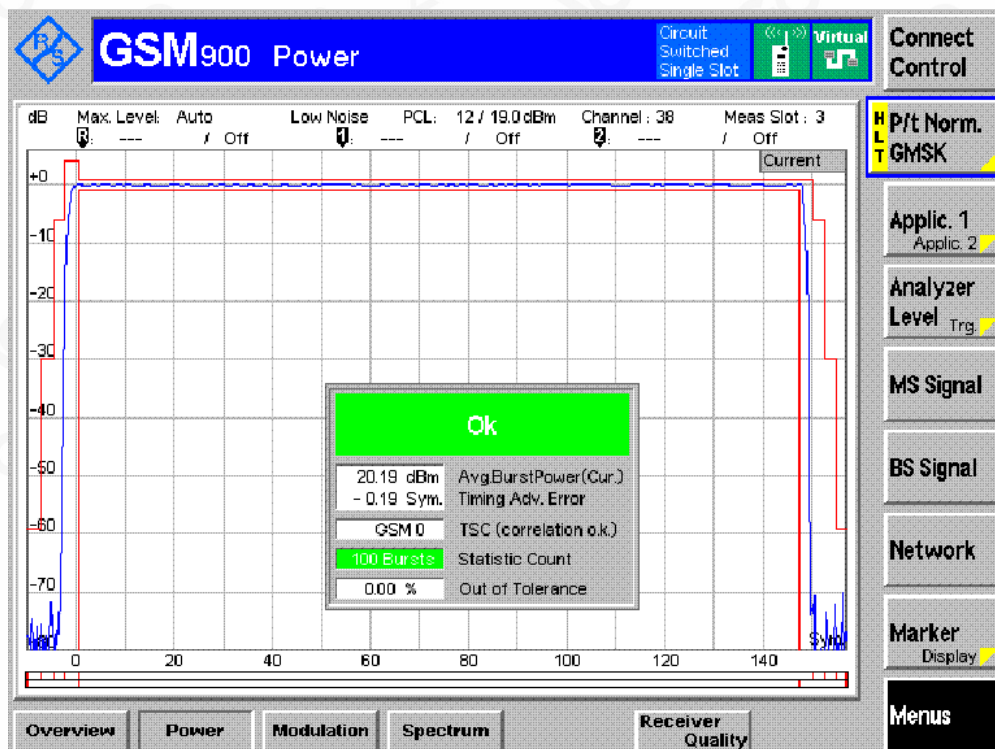 R/S
GSM900 Power
Circuit
Switched
Single Slot
Virtual
Connect
Control
dB Max. Level: Auto Low Noise PCL: 12 / 19.0 dBm Channel : 38 Meas Slot : 3
R: --- / Off 1: --- / Off 2: --- / Off
Current
H
L
T
P/t Norm.
GMSK
Applic. 1
Applic. 2
Analyzer
Level Trg.
MS Signal
BS Signal
Network
Marker
Display
Menus
+0
-10
-20
-30
-40
-50
-60
-70
Ok
20.19 dBm Avg.BurstPower(Cur.)
- 0.19 Sym. Timing Adv. Error
GSM 0 TSC (correlation o.k.)
100 Bursts Statistic Count
0.00 % Out of Tolerance
Sym.
0 20 40 60 80 100 120 140
Overview Power Modulation Spectrum Receiver
Quality